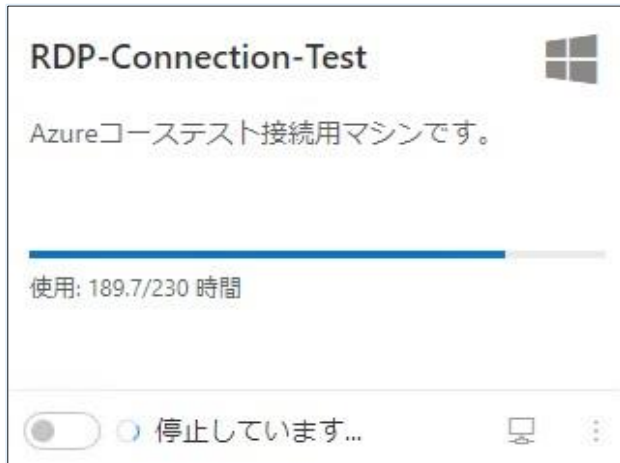 RDP-Connection-Test
Azureコーステスト接続用マシンです。
使用: 189.7/230 時間
停止しています...